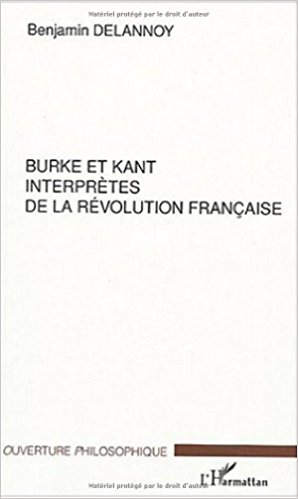 Matériel protégé par le droit d'auteur
Benjamin DELANNOY
BURKE ET KANT
INTERPRÈTES
DE LA RÉVOLUTION FRANÇAISE
OUVERTURE PHILOSOPHIQUE
L'Harmattan
Matériel protégé par le droit d'auteur